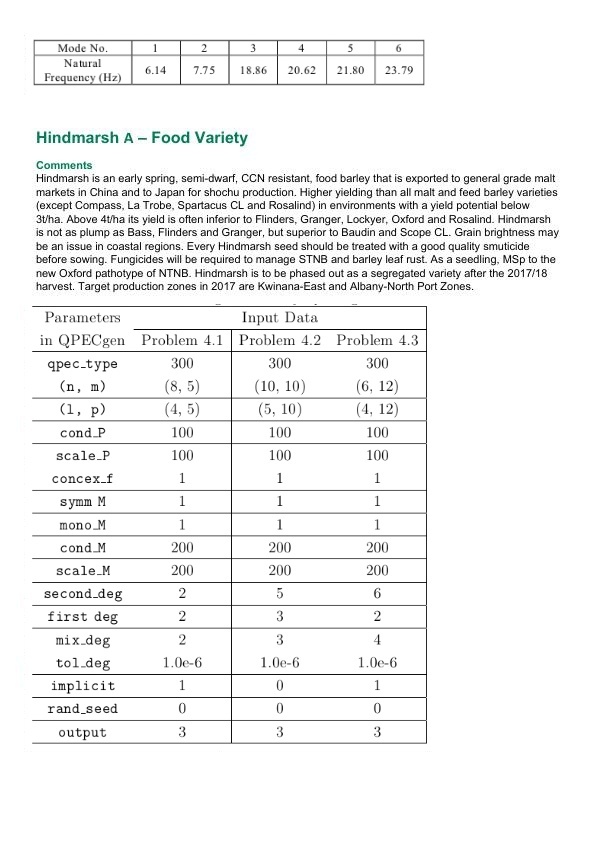 Mode No. 1 2 3 4 5 6
Natural
Frequency (Hz) 6.14 7.75 18.86 20.62 21.80 23.79
Hindmarsh A – Food Variety
Comments
Hindmarsh is an early spring, semi-dwarf, CCN resistant, food barley that is exported to general grade malt
markets in China and to Japan for shochu production. Higher yielding than all malt and feed barley varieties
(except Compass, La Trobe, Spartacus CL and Rosalind) in environments with a yield potential below
3t/ha. Above 4t/ha its yield is often inferior to Flinders, Granger, Lockyer, Oxford and Rosalind. Hindmarsh
is not as plump as Bass, Flinders and Granger, but superior to Baudin and Scope CL. Grain brightness may
be an issue in coastal regions. Every Hindmarsh seed should be treated with a good quality smuticide
before sowing. Fungicides will be required to manage STNB and barley leaf rust. As a seedling, MSp to the
new Oxford pathotype of NTNB. Hindmarsh is to be phased out as a segregated variety after the 2017/18
harvest. Target production zones in 2017 are Kwinana-East and Albany-North Port Zones.
Parameters Input Data
in QPECgen Problem 4.1 Problem 4.2 Problem 4.3
qpec_type 300 300 300
(n, m) (8, 5) (10, 10) (6, 12)
(l, p) (4, 5) (5, 10) (4, 12)
cond_P 100 100 100
scale_P 100 100 100
concex_f 1 1 1
symm M 1 1 1
mono_M 1 1 1
cond_M 200 200 200
scale_M 200 200 200
second_deg 2 5 6
first deg 2 3 2
mix_deg 2 3 4
tol_deg 1.0e-6 1.0e-6 1.0e-6
implicit 1 0 1
rand_seed 0 0 0
output 3 3 3